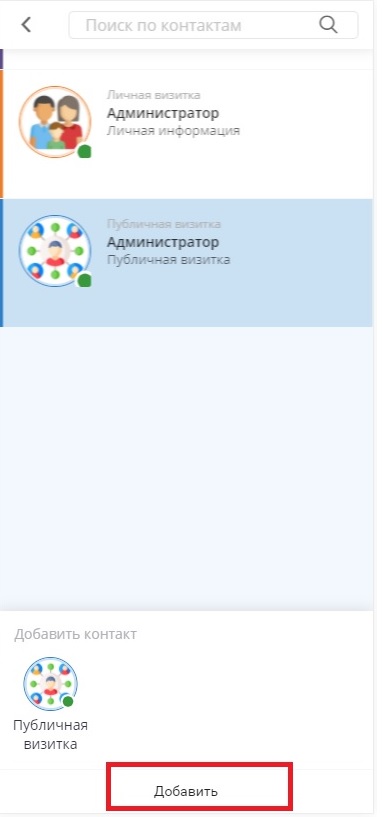 Поиск по контактам
Личная визитка
Администратор
Личная информация
Публичная визитка
Администратор
Публичная визитка
Добавить контакт
Публичная
визитка
Добавить